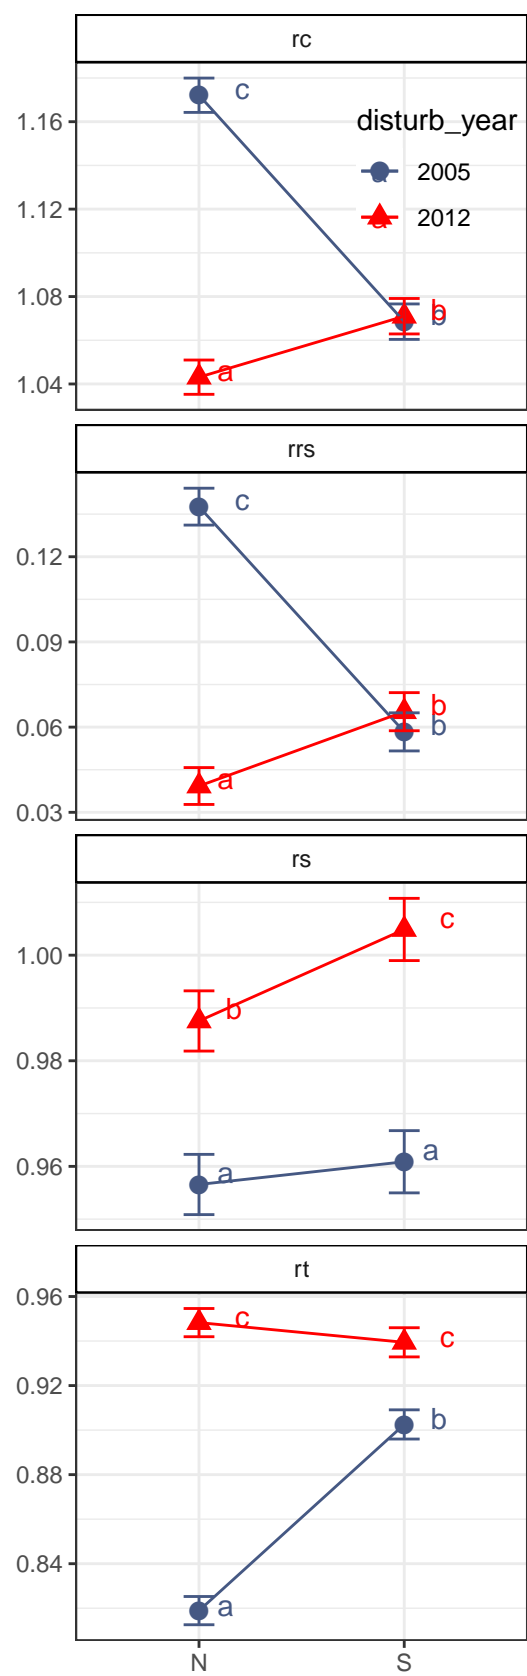 rc
1.16
1.12
1.08
1.04
c
a
b
b
disturb_year
a 2005
a 2012
rrs
0.12
0.09
0.06
0.03
c
a
b
b
rs
1.00
0.98
0.96
b
c
a
a
rt
0.96
0.92
0.88
0.84
c
c
b
a
N S